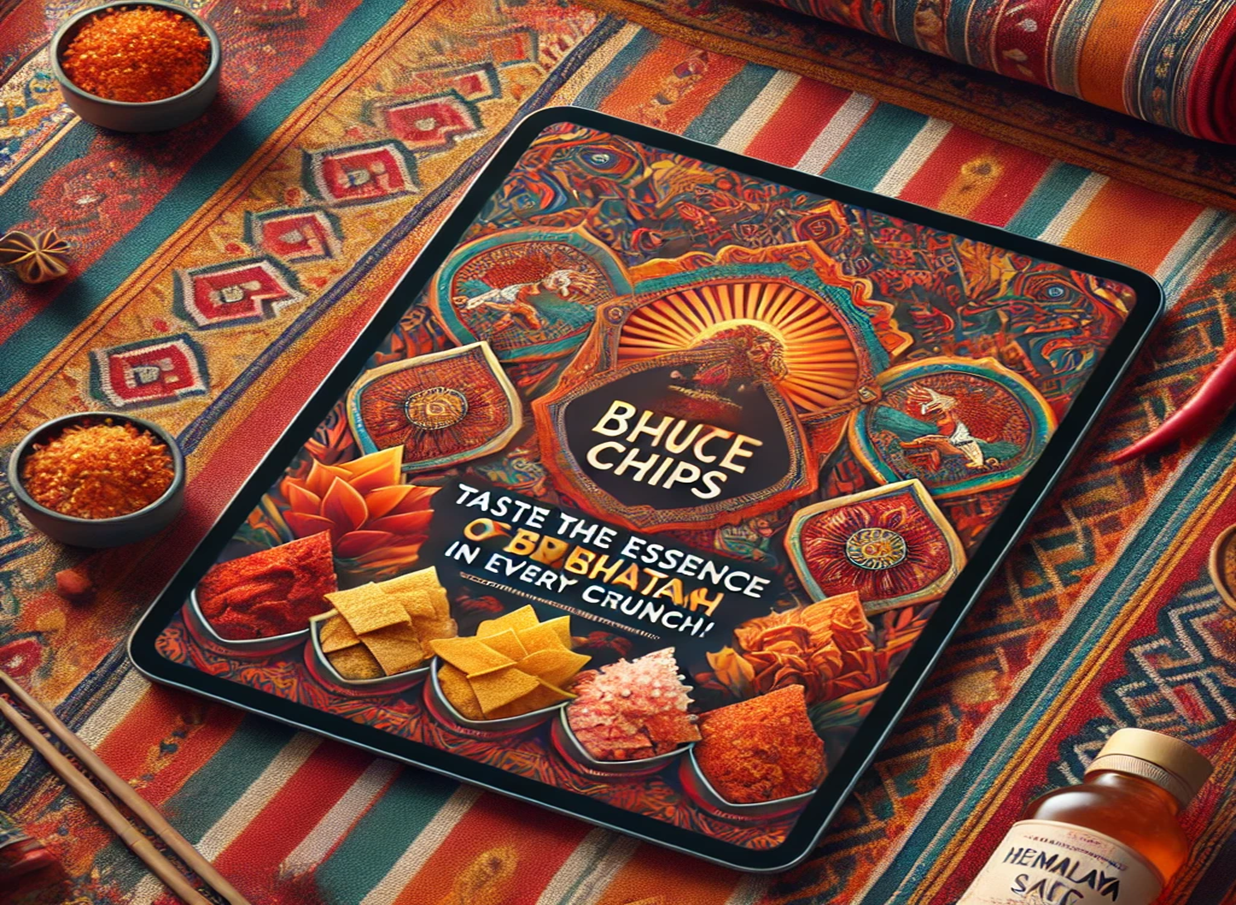 BHUCE
CHIPS
TASTE THE ESSENCE
IN EVERY CRUNCH!
HEMALAYA